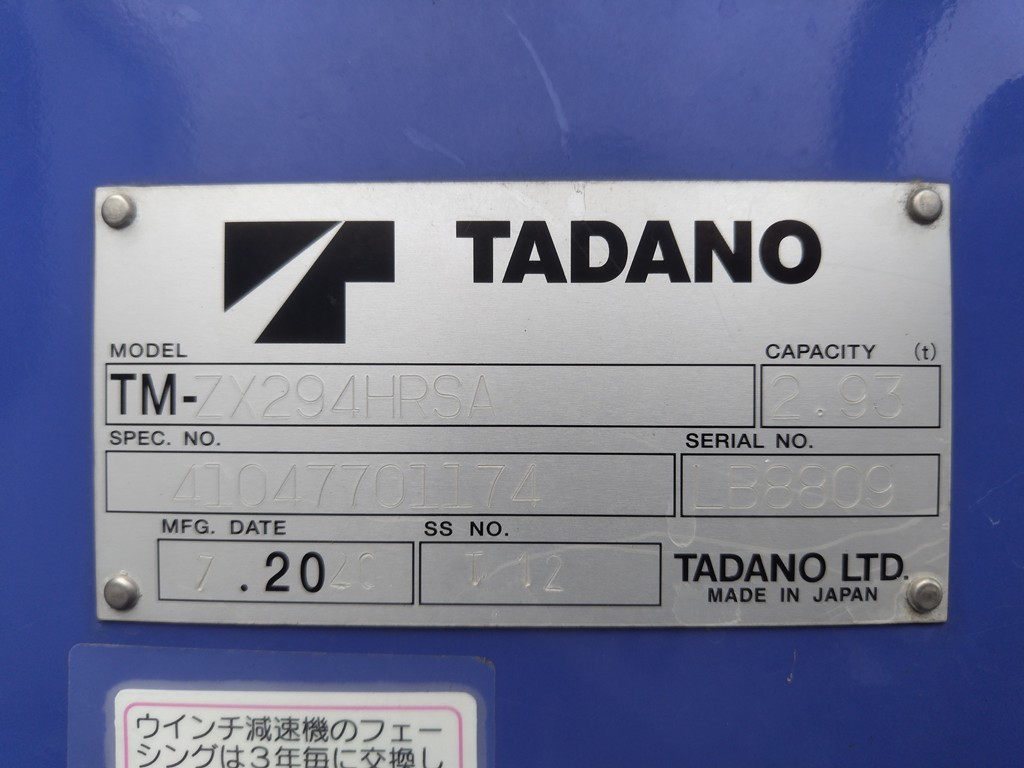 TADANO
MODEL
CAPACITY (t)
TM-ZX294HRSA
2.93
SPEC. NO.
SERIAL NO.
41047701174
LB8809
MFG. DATE
SS NO.
7 .20
12
TADANO LTD.
MADE IN JAPAN
ウインチ減速機のフェー
シングは3年毎に交換し